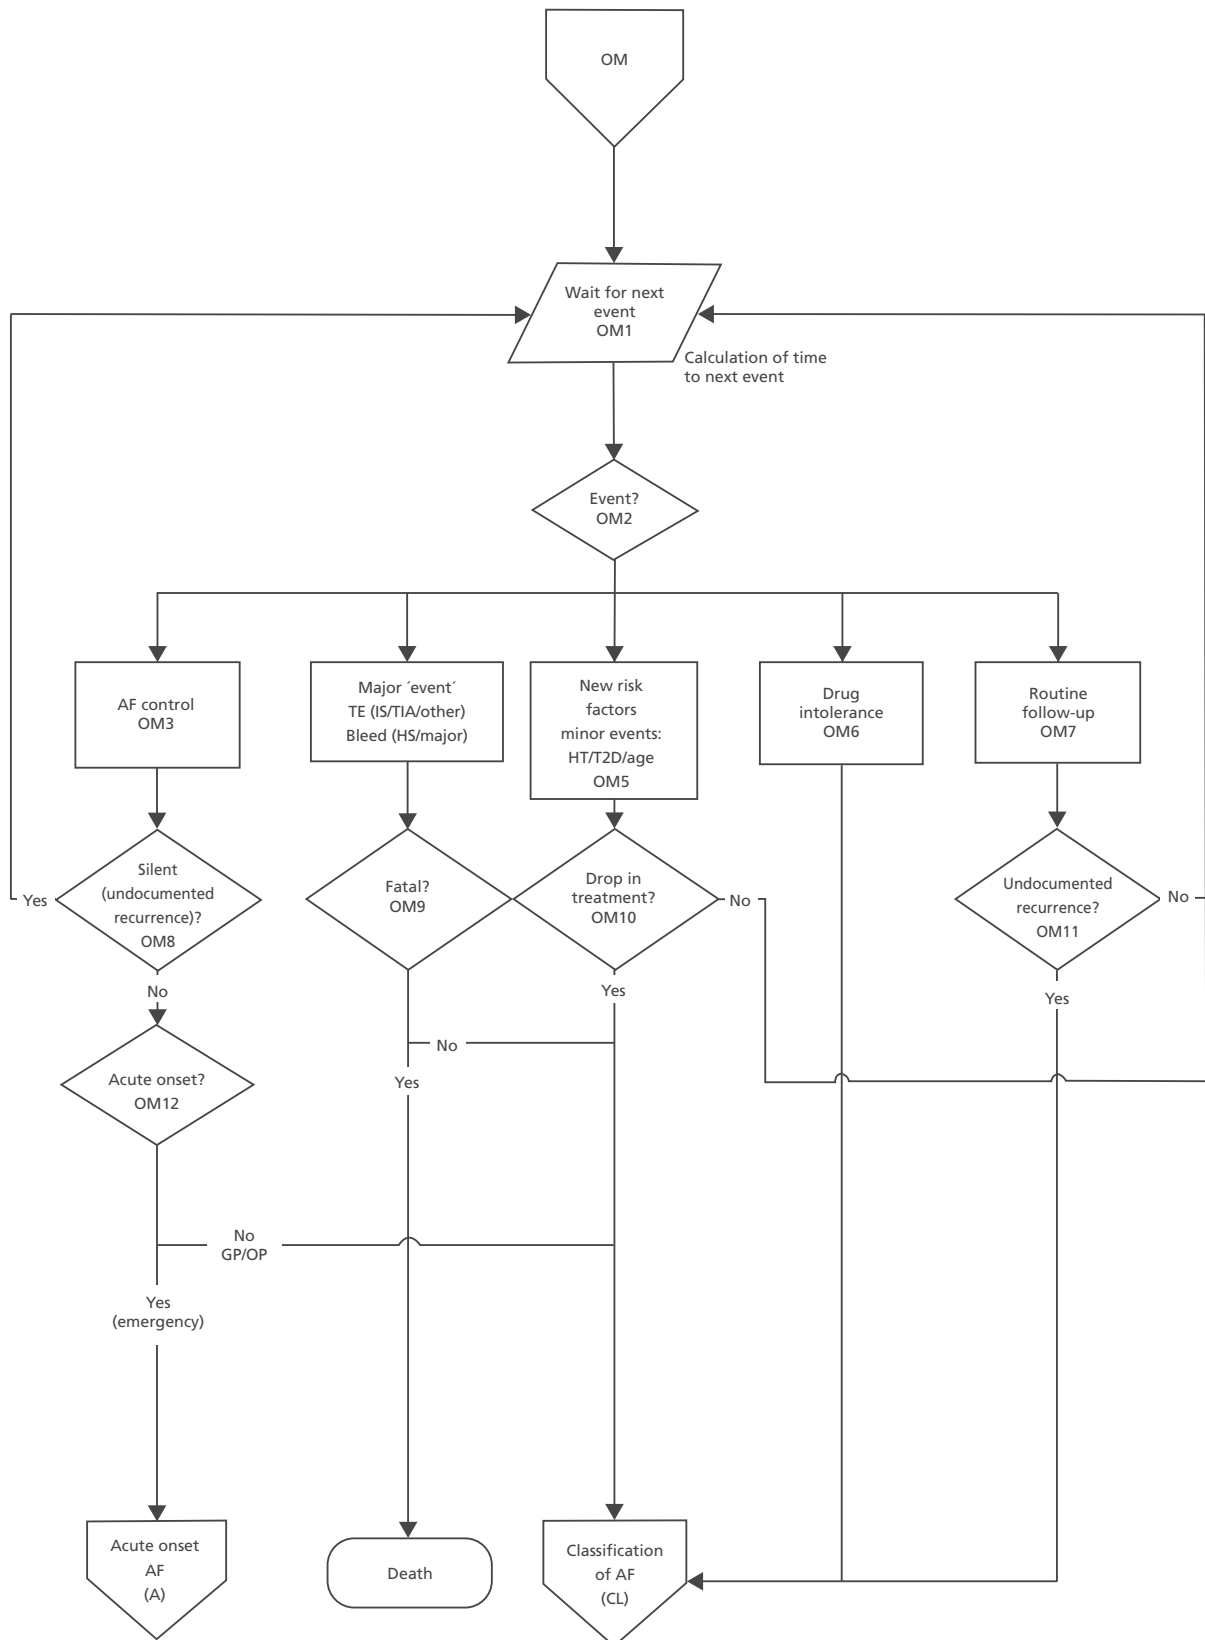 OM
Wait for next
event
OM1
Calculation of time
to next event
Event?
OM2
AF control
OM3
Major ´event´
TE (IS/TIA/other)
Bleed (HS/major)
New risk
factors
minor events:
HT/T2D/age
OM5
Drug
intolerance
OM6
Routine
follow-up
OM7
Yes
Silent
(undocumented
recurrence)?
OM8
Fatal?
OM9
Drop in
treatment?
OM10
No
Undocumented
recurrence?
OM11
No
No
Yes
Yes
No
Acute onset?
OM12
Yes
No
GP/OP
Yes
(emergency)
Acute onset
AF
(A)
Death
Classification
of AF
(CL)